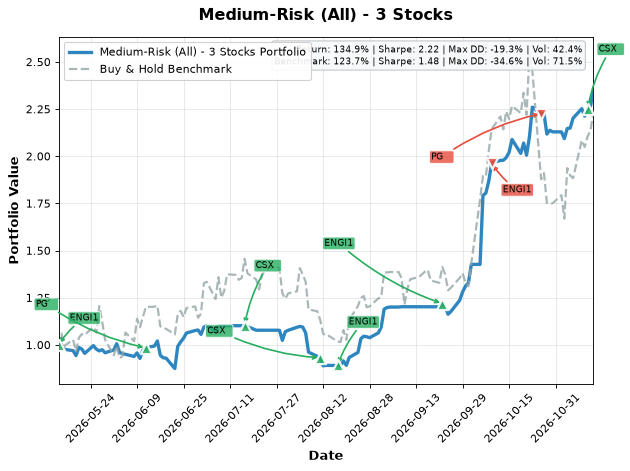 Medium-Risk (All) - 3 Stocks
Medium-Risk (All) - 3 Stocks Portfolio
Buy & Hold Benchmark
134.9% | Sharpe: 2.22 | Max DD: -19.3% | Vol: 42.4%
123.7% | Sharpe: 1.48 | Max DD: -34.6% | Vol: 71.5%
CSX
PG
ENGI1
ENGI1
CSX
PG
ENGI1
CSX
ENGI1
Portfolio Value
2.50
2.25
2.00
1.75
1.50
1.25
1.00
2026-05-24
2026-06-09
2026-06-25
2026-07-11
2026-07-27
2026-08-12
2026-08-28
2026-09-13
2026-09-29
2026-10-15
2026-10-31
Date